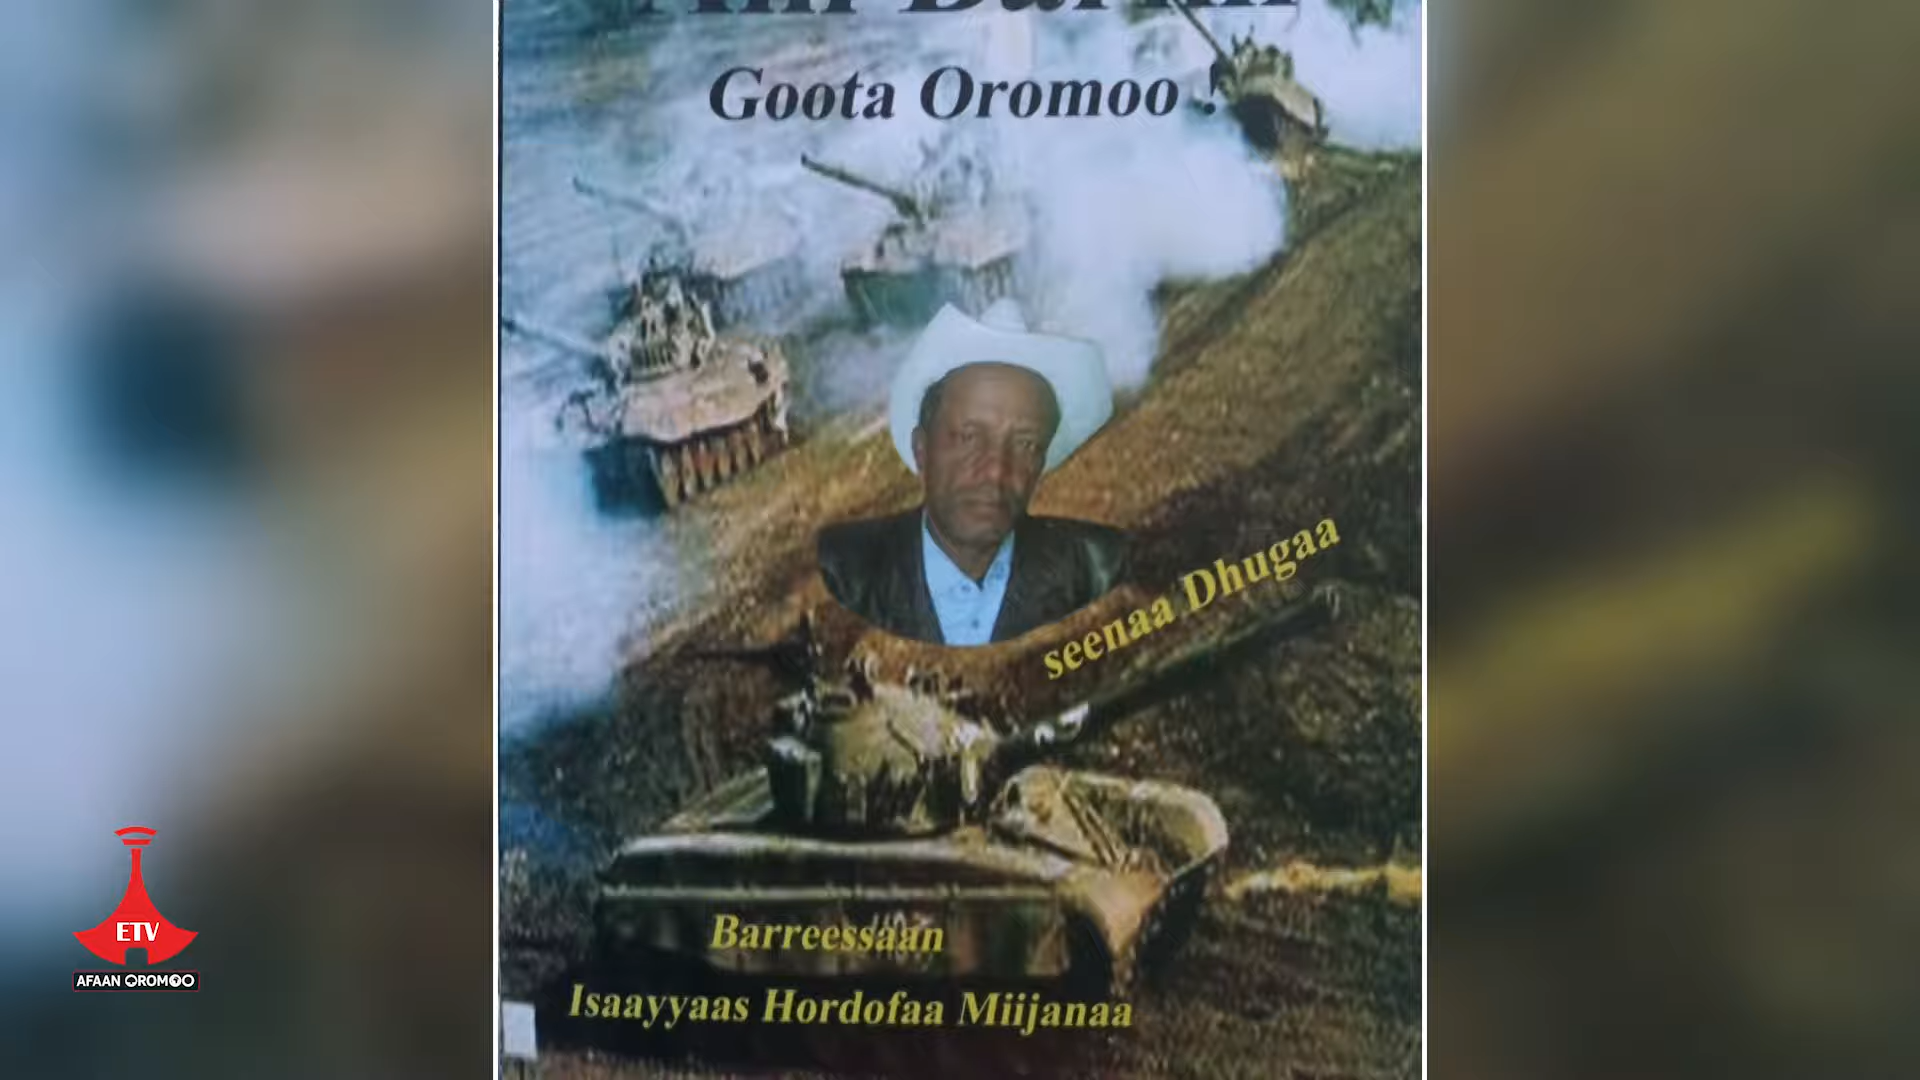 Goota Oromoo !
seenaa Dhugaa
Barreessaan
Isaayyaas Hordofaa Miijanaa
ETV
AFAAN OROMOO